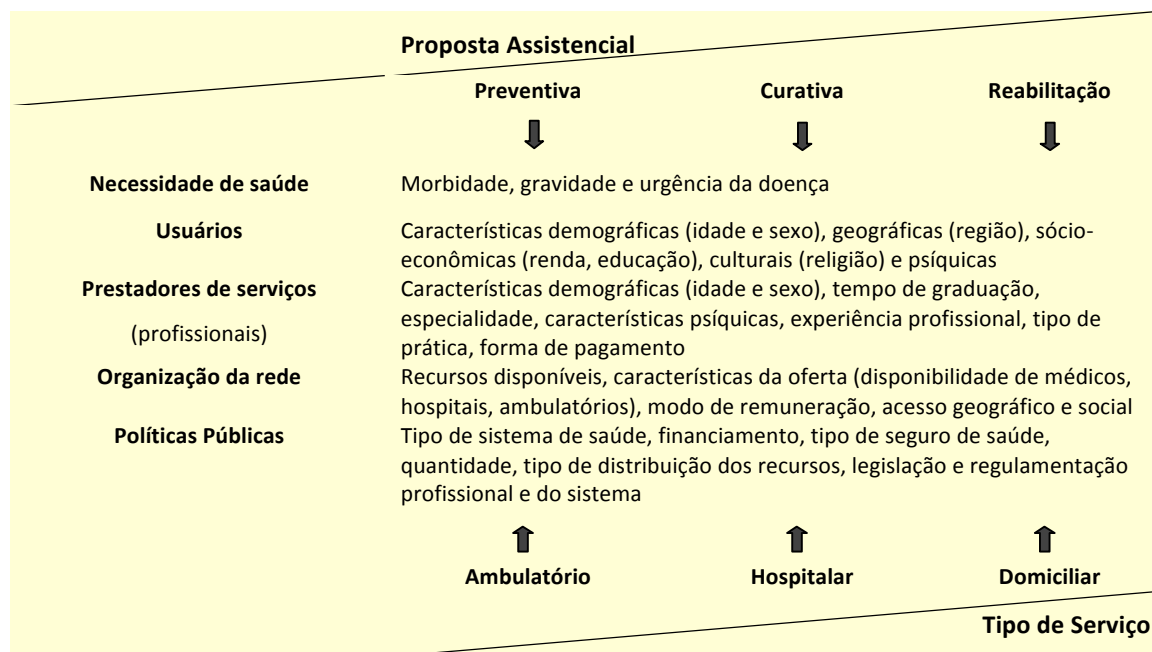 Proposta Assistencial
Preventiva Curativa Reabilitação
Necessidade de saúde Morbidade, gravidade e urgência da doença
Usuários Características demográficas (idade e sexo), geográficas (região), sócio-
econômicas (renda, educação), culturais (religião) e psíquicas
Prestadores de serviços Características demográficas (idade e sexo), tempo de graduação,
(profissionais) especialidade, características psíquicas, experiência profissional, tipo de
prática, forma de pagamento
Organização da rede Recursos disponíveis, características da oferta (disponibilidade de médicos,
hospitais, ambulatórios), modo de remuneração, acesso geográfico e social
Políticas Públicas Tipo de sistema de saúde, financiamento, tipo de seguro de saúde,
quantidade, tipo de distribuição dos recursos, legislação e regulamentação
profissional e do sistema
Ambulatório Hospitalar Domiciliar
Tipo de Serviço